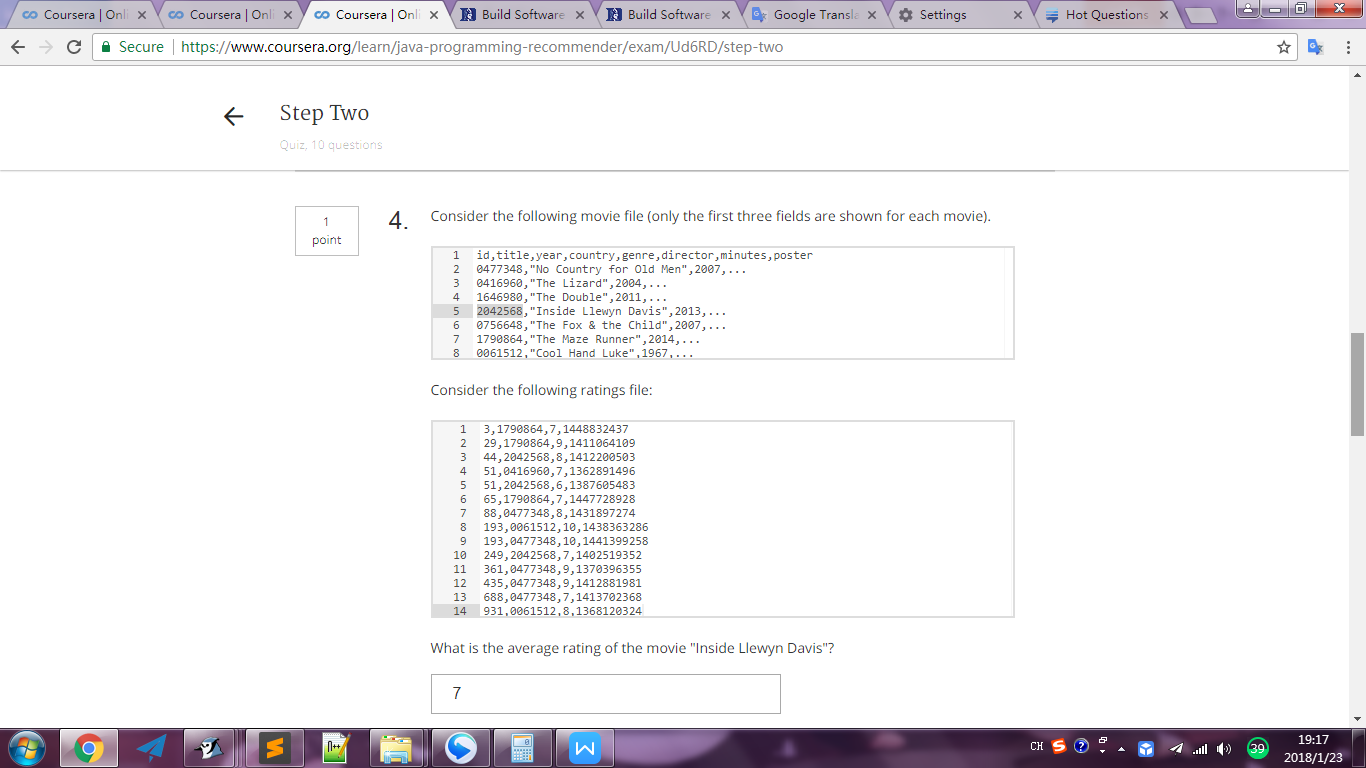 Coursera | Onli
Coursera | Onli
Coursera | Onli
Build Software
Build Software
Google Transla
Settings
Hot Questions
Secure
https://www.coursera.org/learn/java-programming-recommender/exam/Ud6RD/step-two
Step Two
Quiz, 10 questions
1
point
4.
Consider the following movie file (only the first three fields are shown for each movie).
1 id,title,year,country,genre,director,minutes,poster
2 0477348,"No Country for Old Men",2007,...
3 0416960,"The Lizard",2004,...
4 1646980,"The Double",2011,...
5 2042568,"Inside Llewyn Davis",2013,...
6 0756648,"The Fox & the Child",2007,...
7 1790864,"The Maze Runner",2014,...
8 0061512,"Cool Hand Luke",1967,...
Consider the following ratings file:
1 3,1790864,7,1448832437
2 29,1790864,9,1411064109
3 44,2042568,8,1412200503
4 51,0416960,7,1362891496
5 51,2042568,6,1387605483
6 65,1790864,7,1447728928
7 88,0477348,8,1431897274
8 193,0061512,10,1438363286
9 193,0477348,10,1441399258
10 249,2042568,7,1402519352
11 361,0477348,9,1370396355
12 435,0477348,9,1412881981
13 688,0477348,7,1413702368
14 931,0061512,8,1368120324
What is the average rating of the movie "Inside Llewyn Davis"?
7
CH
39
19:17
2018/1/23